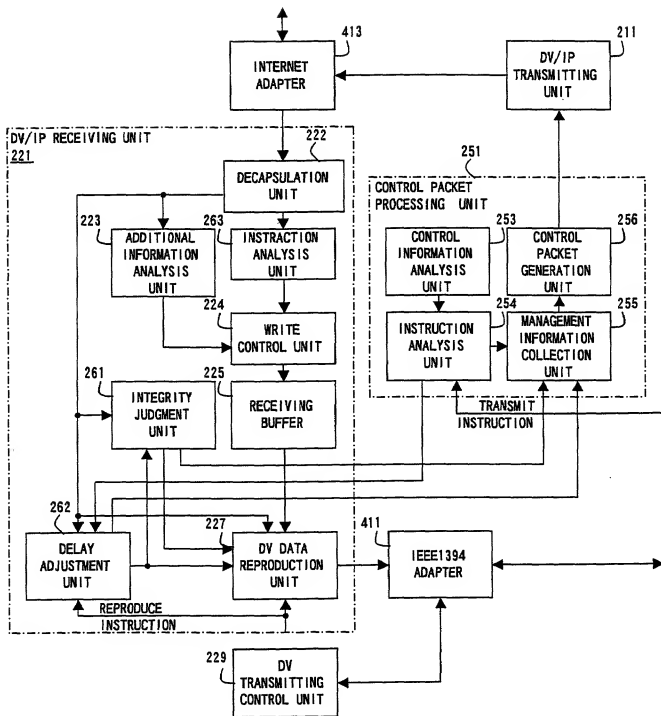 413
INTERNET
ADAPTER
211
DV/IP
TRANSMITTING
UNIT
DV/IP RECEIVING UNIT
221
222
DECAPSULATION
UNIT
223
ADDITIONAL
INFORMATION
ANALYSIS
UNIT
263
INSTRACTION
ANALYSIS
UNIT
224
WRITE
CONTROL UNIT
261
INTEGRITY
JUDGMENT
UNIT
225
RECEIVING
BUFFER
262
DELAY
ADJUSTMENT
UNIT
227
DV DATA
REPRODUCTION
UNIT
REPRODUCE
INSTRUCTION
251
CONTROL PACKET
PROCESSING UNIT
253
CONTROL
INFORMATION
ANALYSIS
UNIT
256
CONTROL
PACKET
GENERATION
UNIT
254
INSTRUCTION
ANALYSIS
UNIT
255
MANAGEMENT
INFORMATION
COLLECTION
UNIT
TRANSMIT
INSTRUCTION
411
IEEE1394
ADAPTER
229
DV
TRANSMITTING
CONTROL UNIT